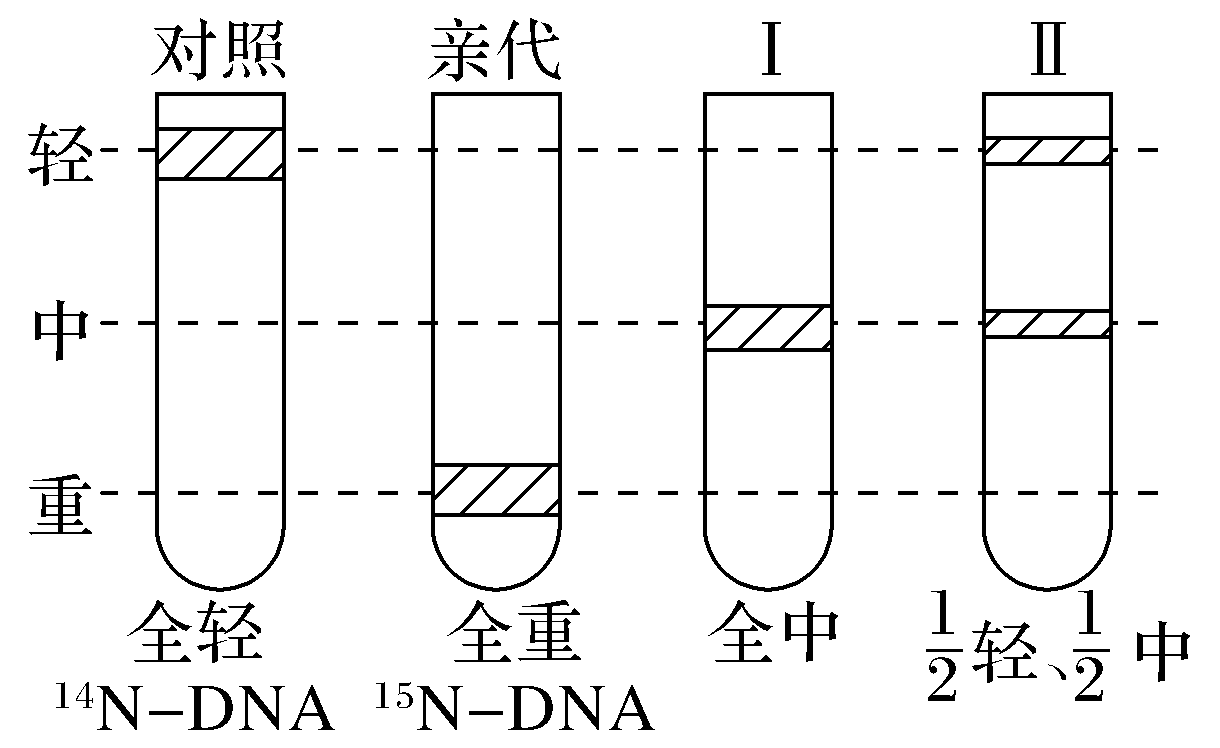 对照 亲代 Ⅰ Ⅱ
轻
中
重
全轻 全重 全中 1/2 轻、1/2 中
¹⁴N-DNA ¹⁵N-DNA